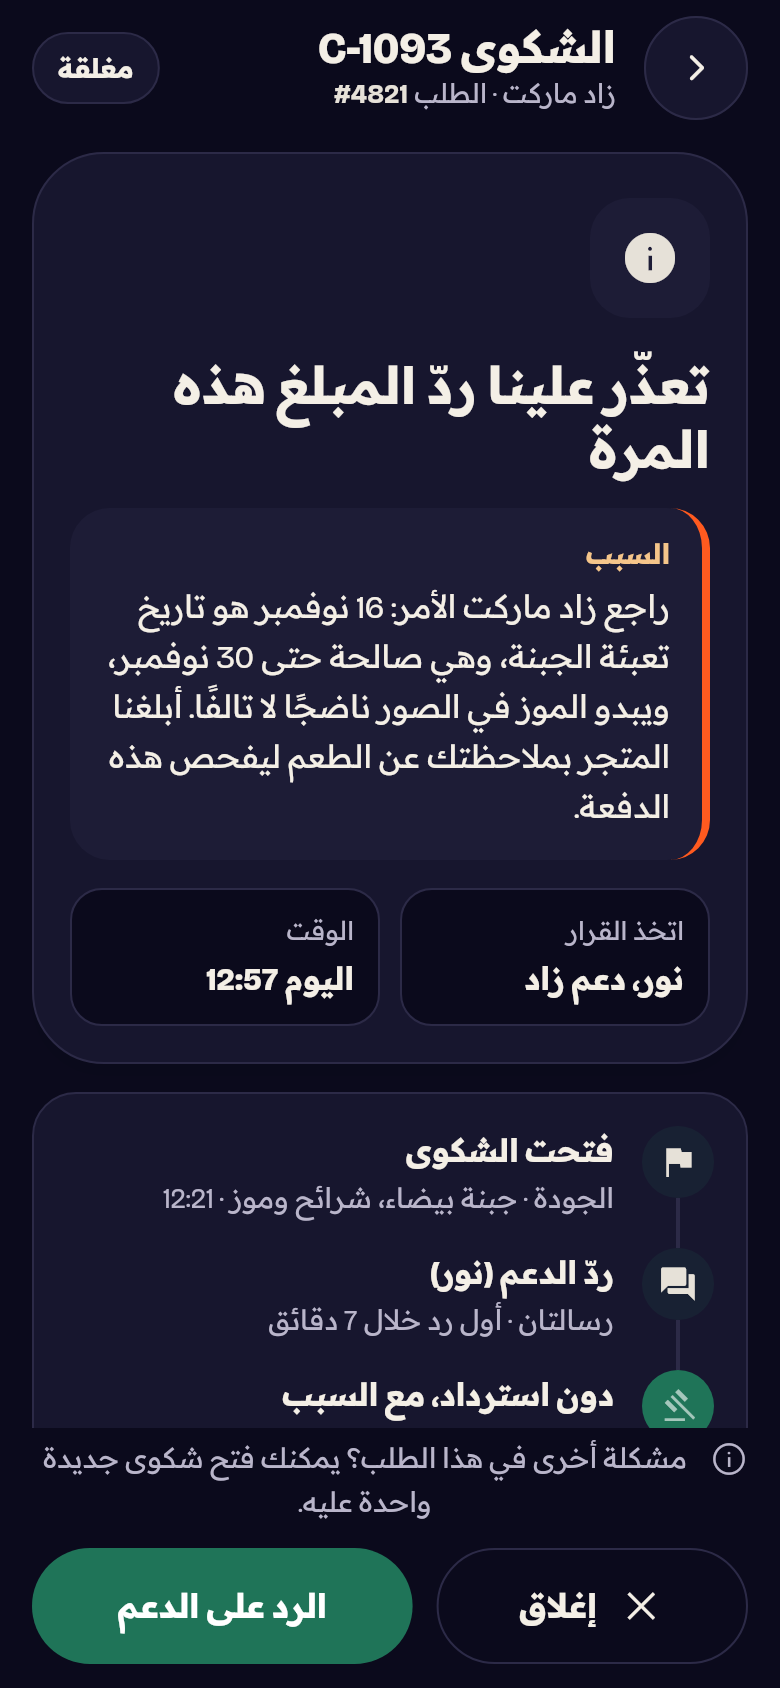 الشكوى C-1093
زاد ماركت · الطلب #4821
مغلقة
تعذّر علينا ردّ المبلغ هذه
المرة
السبب
راجع زاد ماركت الأمر: 16 نوفمبر هو تاريخ
تعبئة الجبنة، وهي صالحة حتى 30 نوفمبر،
ويبدو الموز في الصور ناضجًا لا تالفًا. أبلغنا
المتجر بملاحظتك عن الطعم ليفحص هذه
الدفعة.
اتخذ القرار
نور، دعم زاد
الوقت
اليوم 12:57
فتحت الشكوى
الجودة · جبنة بيضاء، شرائح وموز · 12:21
ردّ الدعم (نور)
رسالتان · أول رد خلال 7 دقائق
دون استرداد، مع السبب
مشكلة أخرى في هذا الطلب؟ يمكنك فتح شكوى جديدة
واحدة عليه.
إغلاق
الرد على الدعم